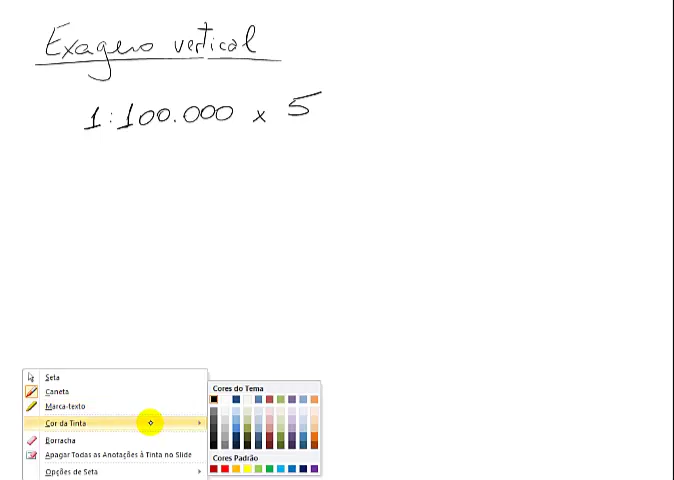 Exagero vertical
1:100.000 x 5
Seta
Caneta
Marca-texto
Cor da Tinta
Borracha
Apagar Todas as Anotações à Tinta no Slide
Opções de Seta
Cores do Tema
Cores Padrão